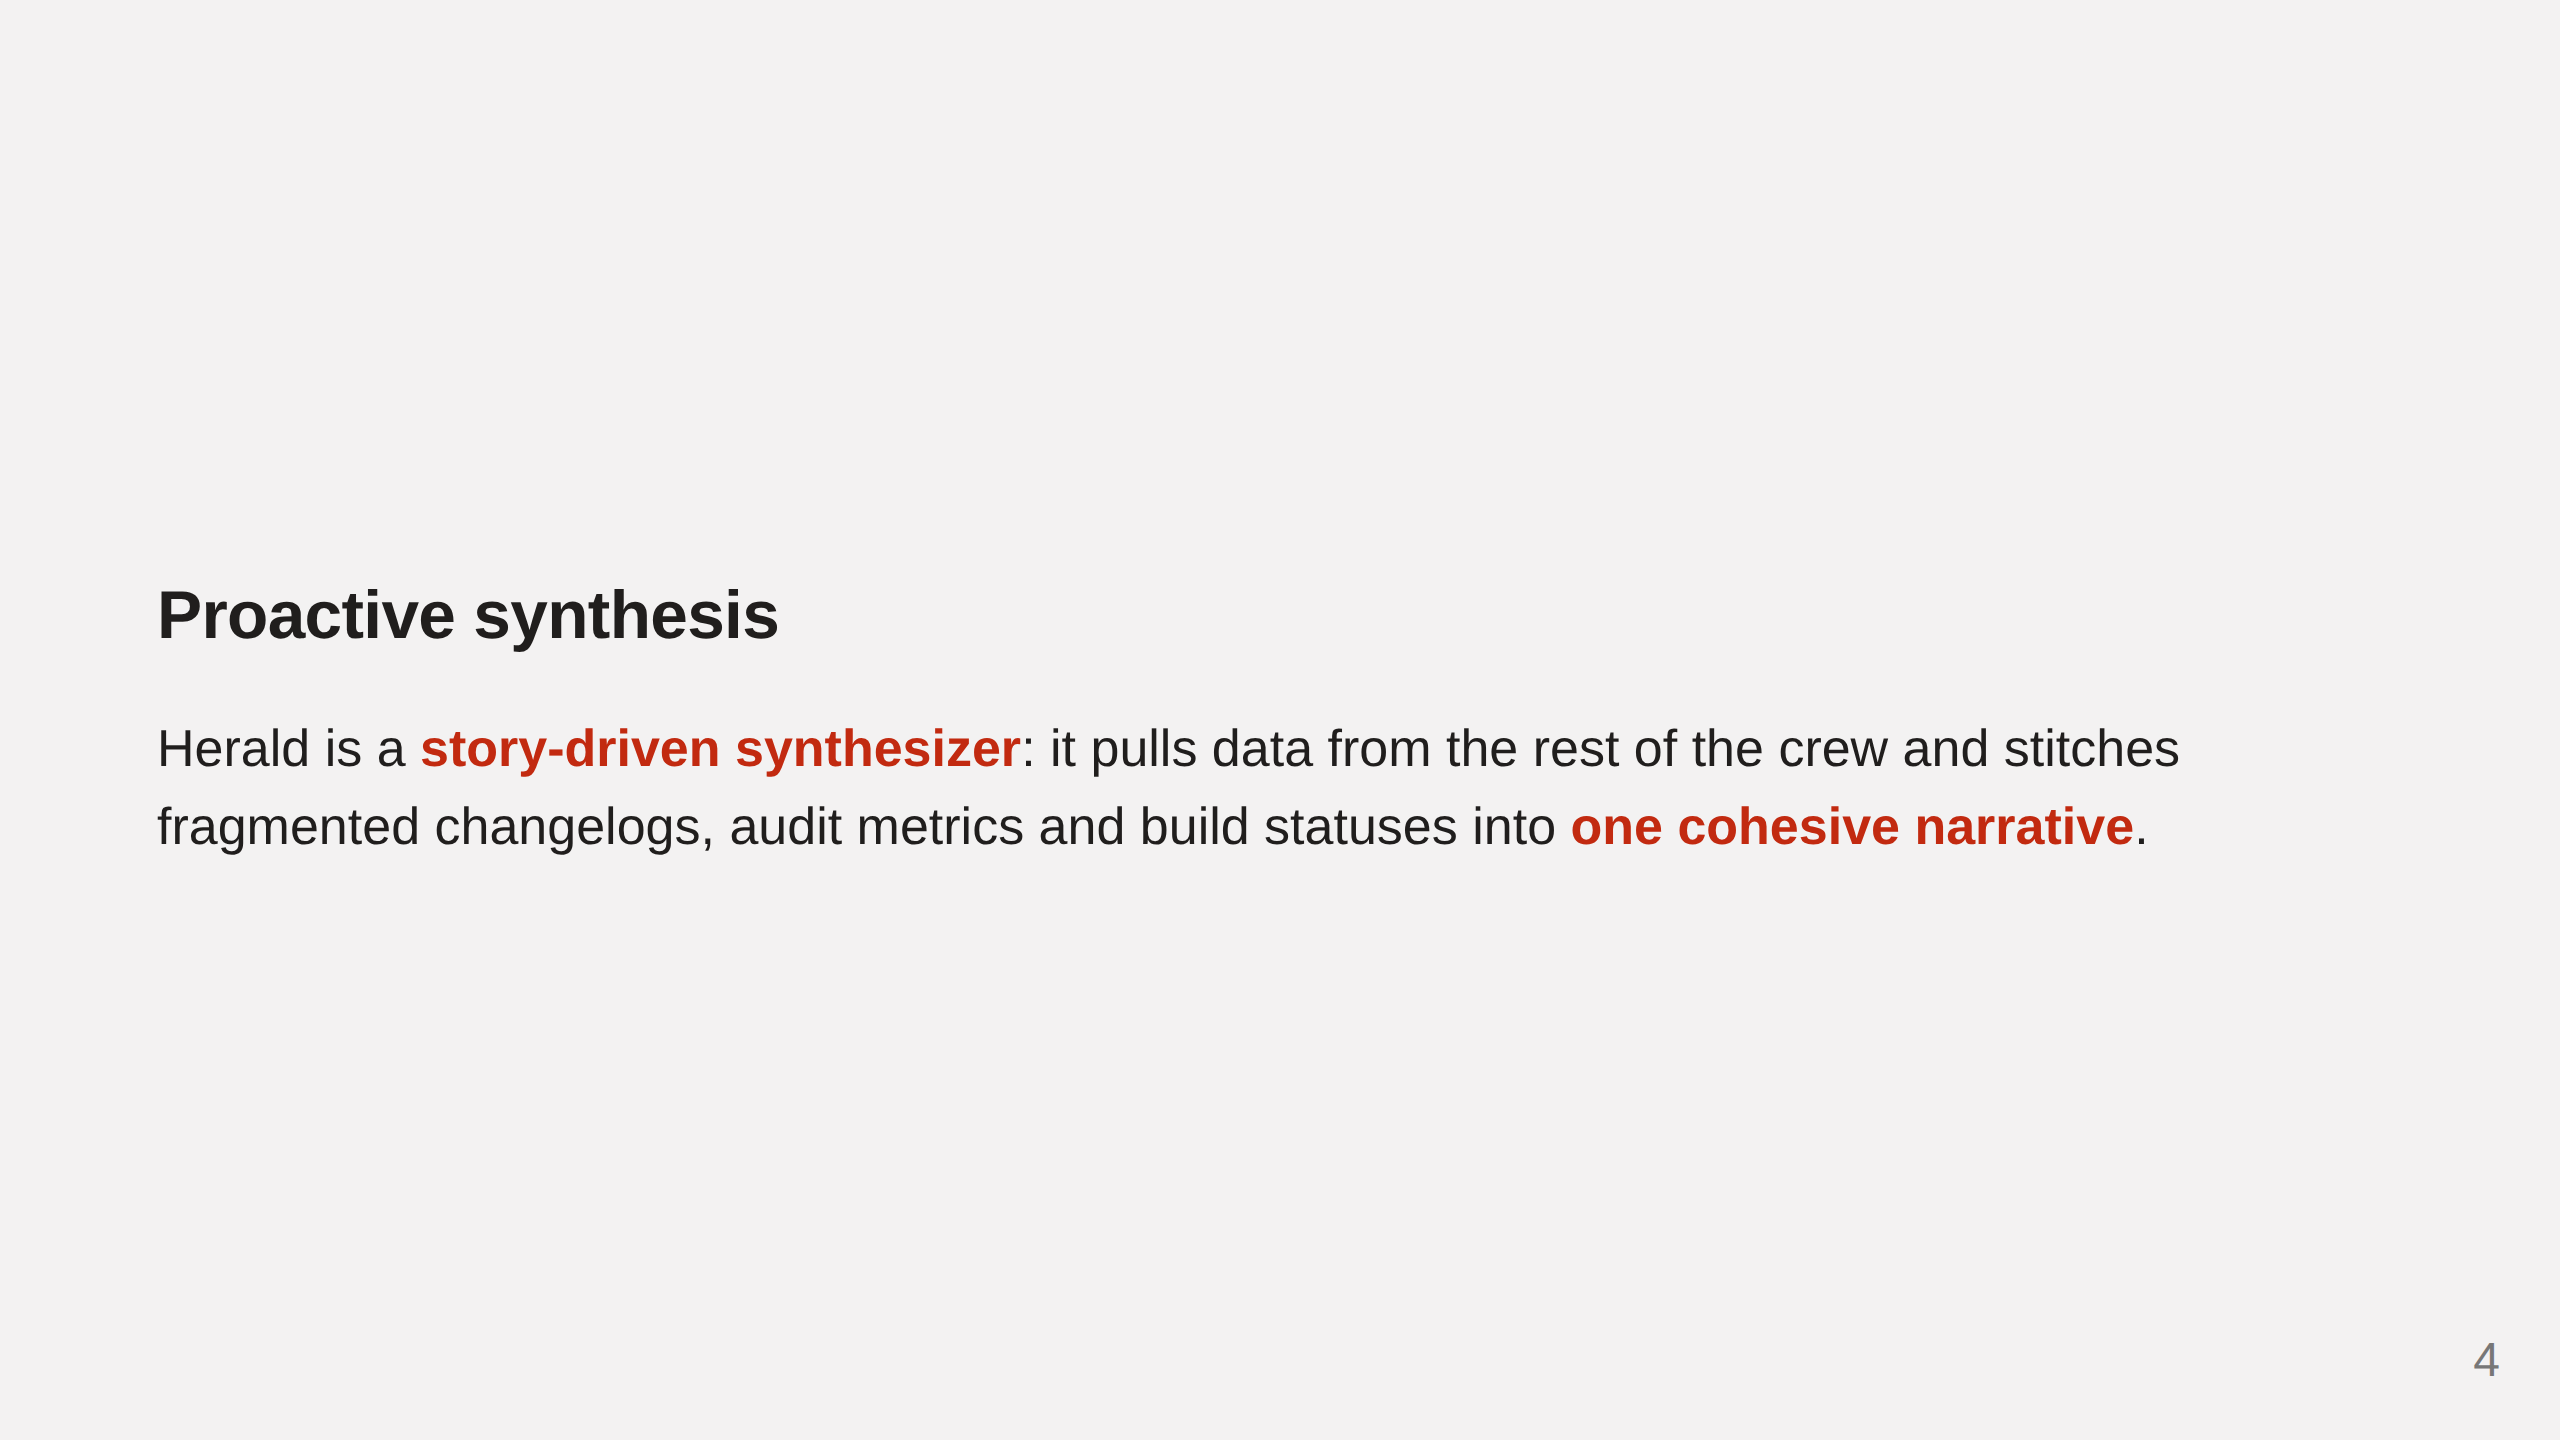 Proactive synthesis
Herald is a story-driven synthesizer: it pulls data from the rest of the crew and stitches
fragmented changelogs, audit metrics and build statuses into one cohesive narrative.
4